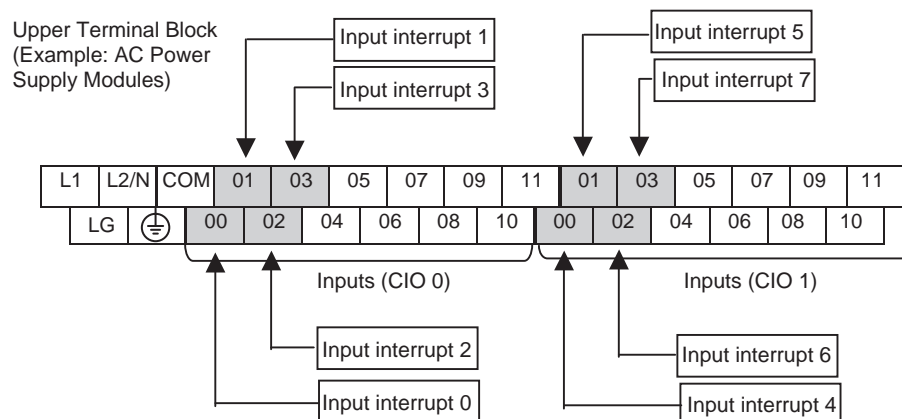 Upper Terminal Block
(Example: AC Power
Supply Modules)
Input interrupt 1
Input interrupt 3
Input interrupt 5
Input interrupt 7
L1 L2/N COM 01 03 05 07 09 11 01 03 05 07 09 11
LG 00 02 04 06 08 10 00 02 04 06 08 10
Inputs (CIO 0)
Inputs (CIO 1)
Input interrupt 2
Input interrupt 0
Input interrupt 6
Input interrupt 4